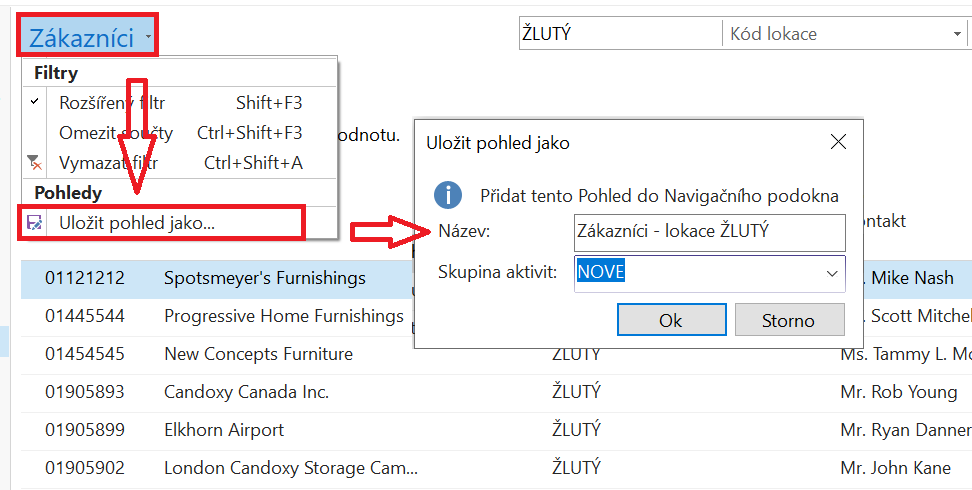 Zákazníci
ŽLUTÝ Kód lokace
Filtry
Rozšířený filtr Shift+F3
Omezit součty Ctrl+Shift+F3
Vymazat filtr Ctrl+Shift+A
Pohledy
Uložit pohled jako...
odnotu.
Uložit pohled jako
Přidat tento Pohled do Navigačního podokna
Název: Zákazníci - lokace ŽLUTÝ
Skupina aktivit: NOVE
Ok Storno
ontakt
01121212 Spotsmeyer's Furnishings . Mike Nash
01445544 Progressive Home Furnishings . Scott Mitchel
01454545 New Concepts Furniture ŽLUTÝ Ms. Tammy L. Mc
01905893 Candoxy Canada Inc. ŽLUTÝ Mr. Rob Young
01905899 Elkhorn Airport ŽLUTÝ Mr. Ryan Danner
01905902 London Candoxy Storage Cam... ŽLUTÝ Mr. John Kane